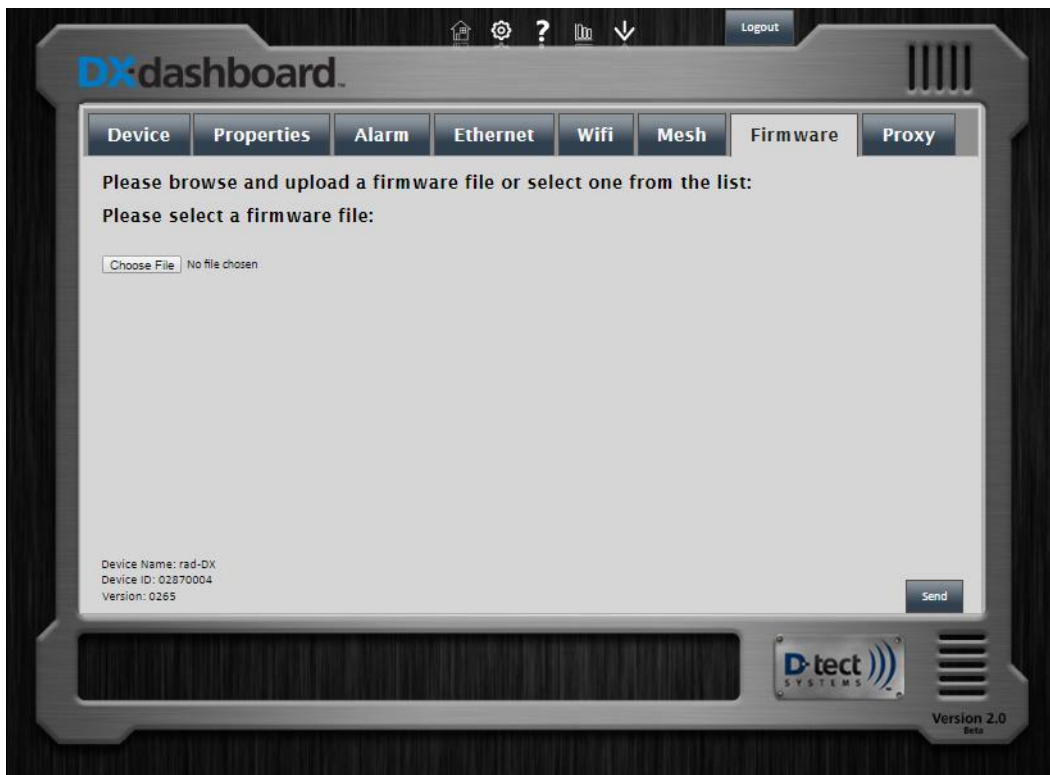 Logout
DXdashboard™
Device Properties Alarm Ethernet Wifi Mesh Firmware Proxy
Please browse and upload a firmware file or select one from the list:
Please select a firmware file:
Choose File No file chosen
Device Name: rad-DX
Device ID: 02870004
Version: 0265
Send
D-tect
SYSTEMS
Version 2.0
Beta